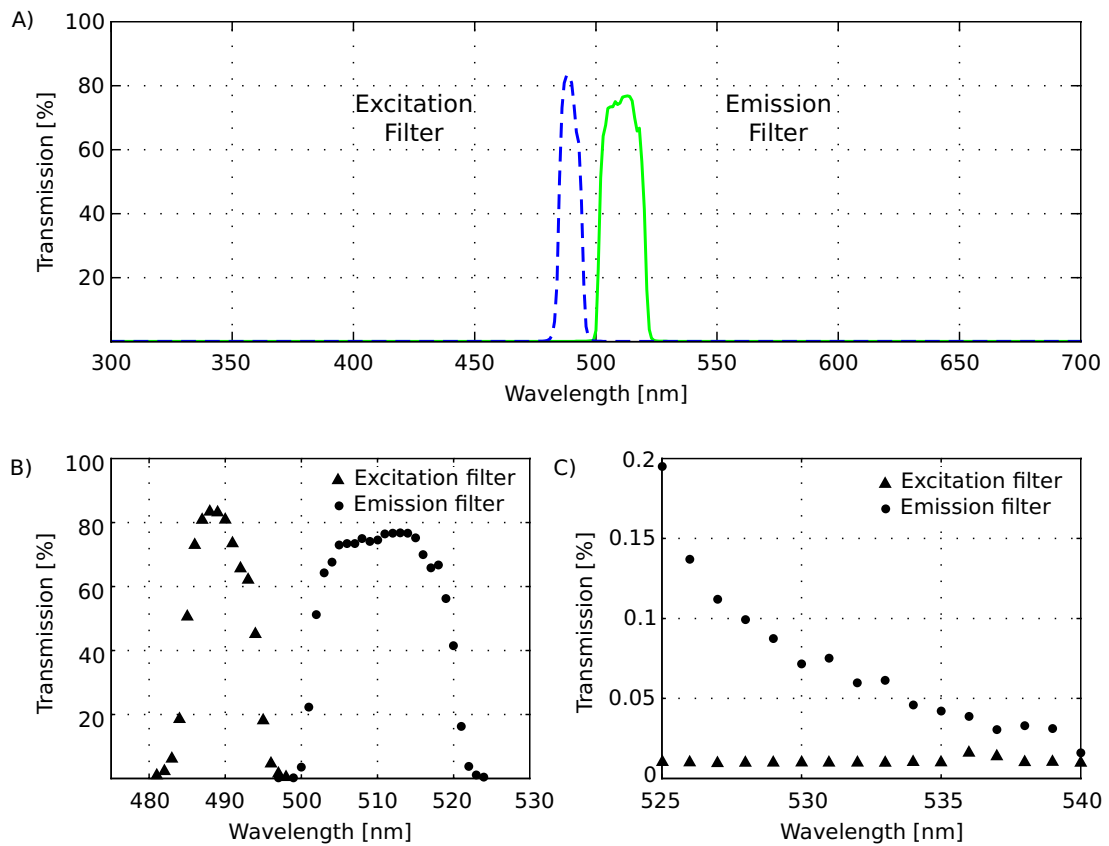 A)
Transmission [%]
100
80
60
40
20
Excitation
Filter
Emission
Filter
300 350 400 450 500 550 600 650 700
Wavelength [nm]
B)
Transmission [%]
100
80
60
40
20
Excitation filter
Emission filter
480 490 500 510 520 530
Wavelength [nm]
C)
Transmission [%]
0.2
0.15
0.1
0.05
0
Excitation filter
Emission filter
525 530 535 540
Wavelength [nm]